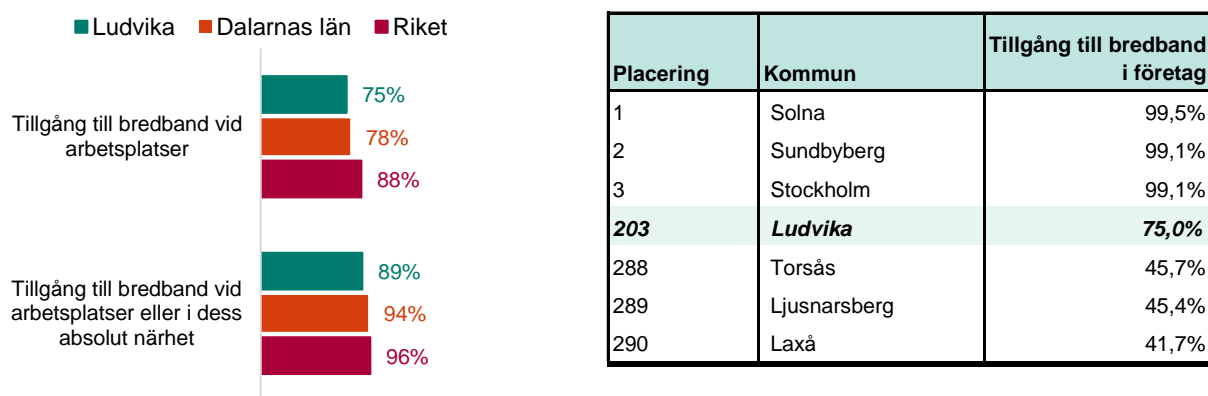 Ludvika Dalarnas län Riket
Tillgång till bredband vid
arbetsplatser
75%
78%
88%
Tillgång till bredband vid
arbetsplatser eller i dess
absolut närhet
89%
94%
96%
Placering Kommun Tillgång till bredband
i företag
1 Solna 99,5%
2 Sundbyberg 99,1%
3 Stockholm 99,1%
203 Ludvika 75,0%
288 Torsås 45,7%
289 Ljusnarsberg 45,4%
290 Laxå 41,7%